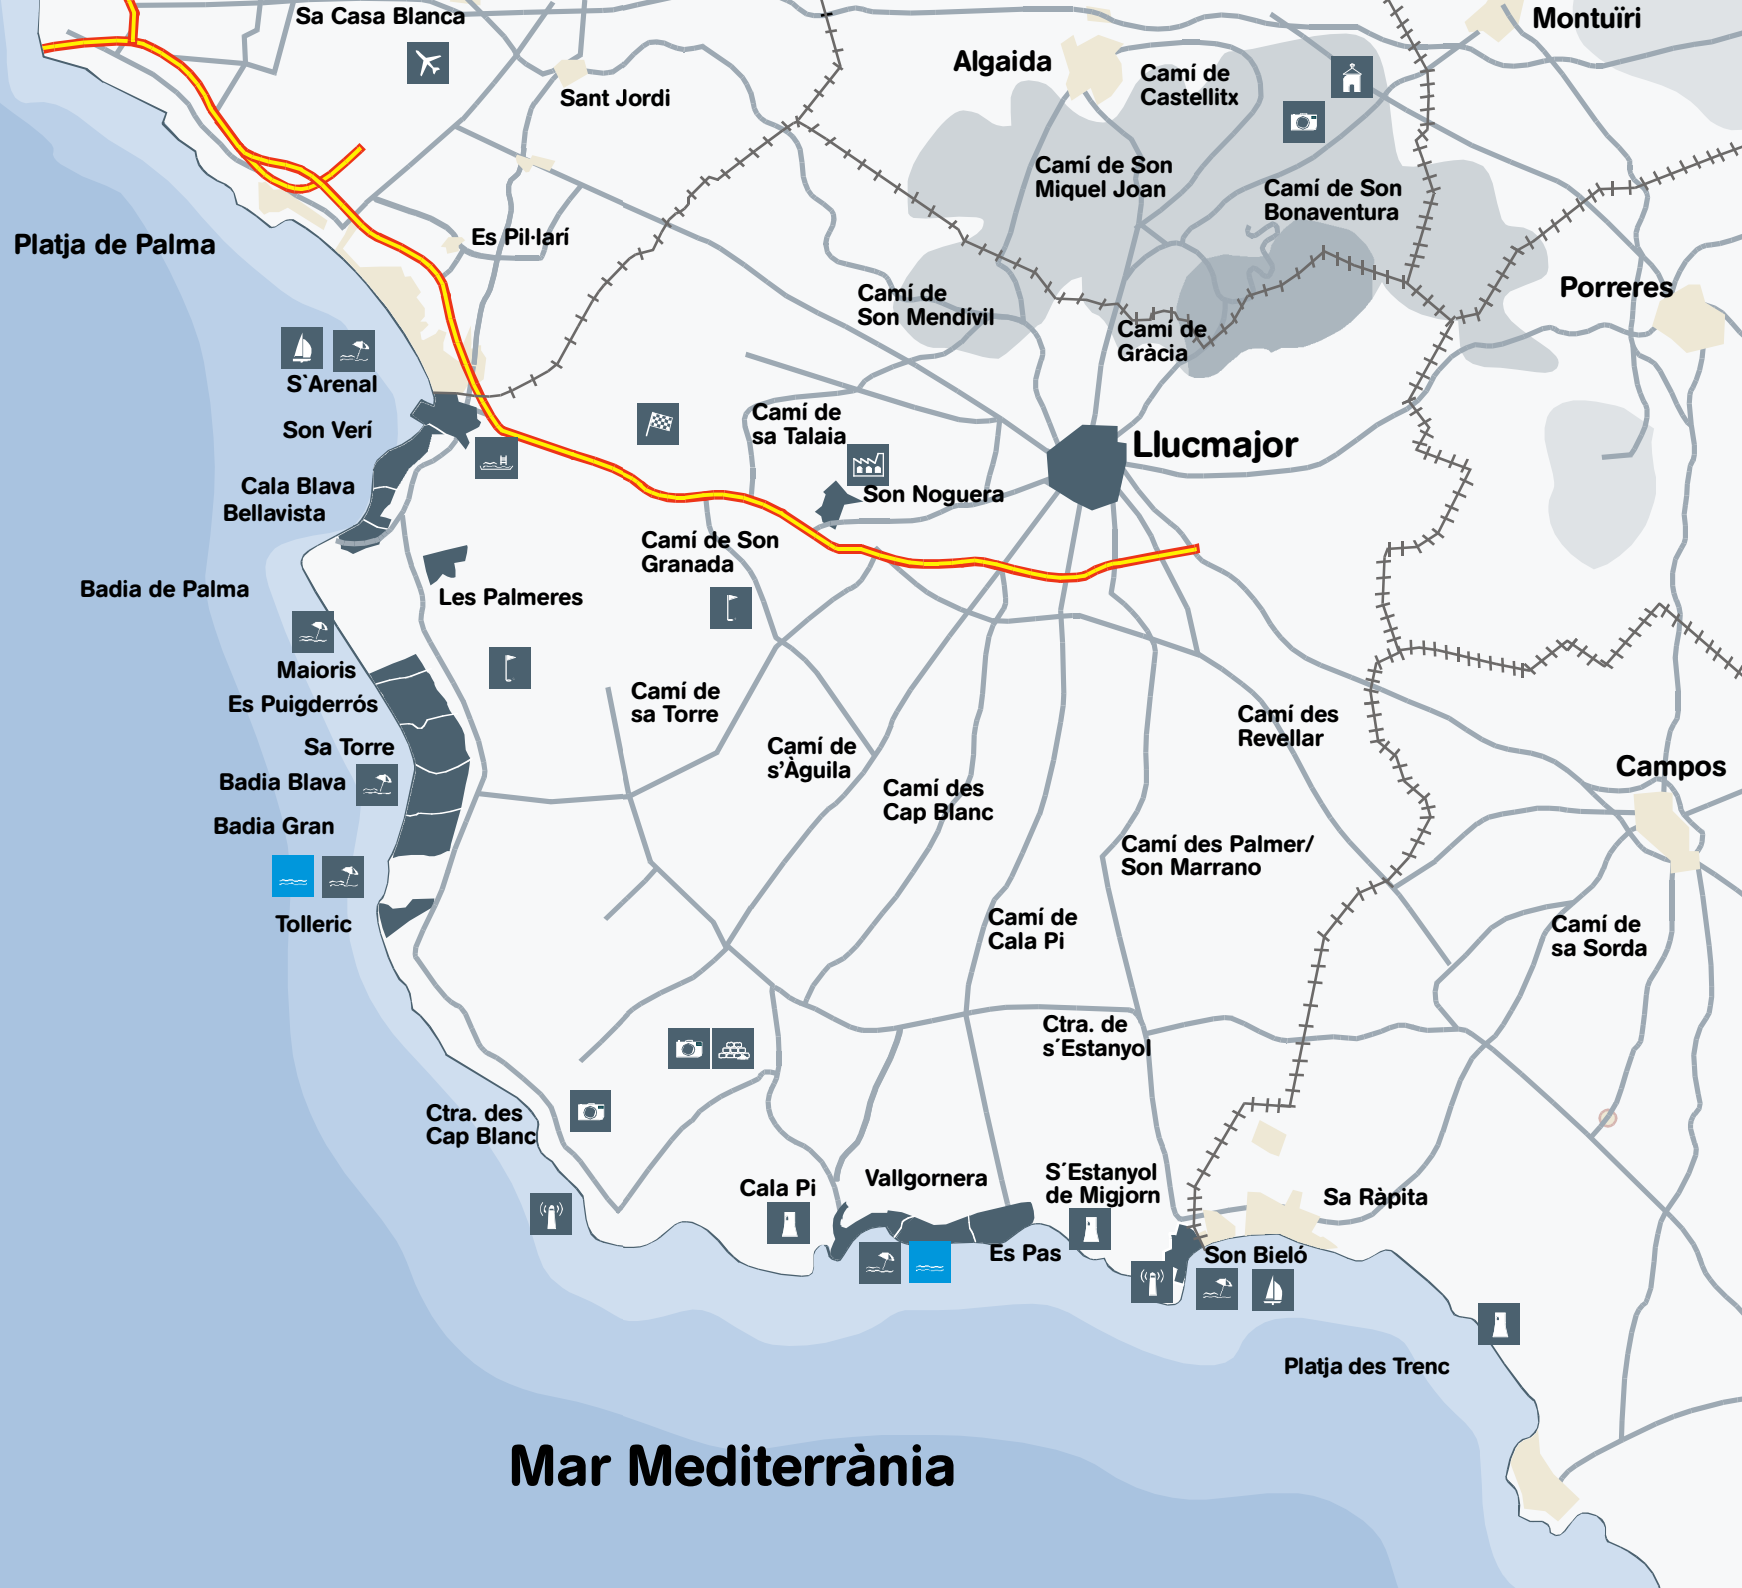 Sa Casa Blanca
Montuïri
Algaida
Camí de
Castellitx
Sant Jordi
Camí de Son
Miquel Joan
Camí de Son
Bonaventura
Platja de Palma
Es Pil·larí
Camí de
Son Mendívil
Porreres
Camí de
Gràcia
S`Arenal
Son Verí
Camí de
sa Talaia
Llucmajor
Cala Blava
Bellavista
Son Noguera
Camí de Son
Granada
Badia de Palma
Les Palmeres
Maioris
Es Puigderrós
Camí de
sa Torre
Camí des
Revellar
Sa Torre
Camí de
s’Àguila
Badia Blava
Camí des
Cap Blanc
Campos
Badia Gran
Camí des Palmer/
Son Marrano
Tolleric
Camí de
Cala Pi
Camí de
sa Sorda
Ctra. de
s´Estanyol
Ctra. des
Cap Blanc
Cala Pi
Vallgornera
S´Estanyol
de Migjorn
Sa Ràpita
Es Pas
Son Bieló
Platja des Trenc
Mar Mediterrània